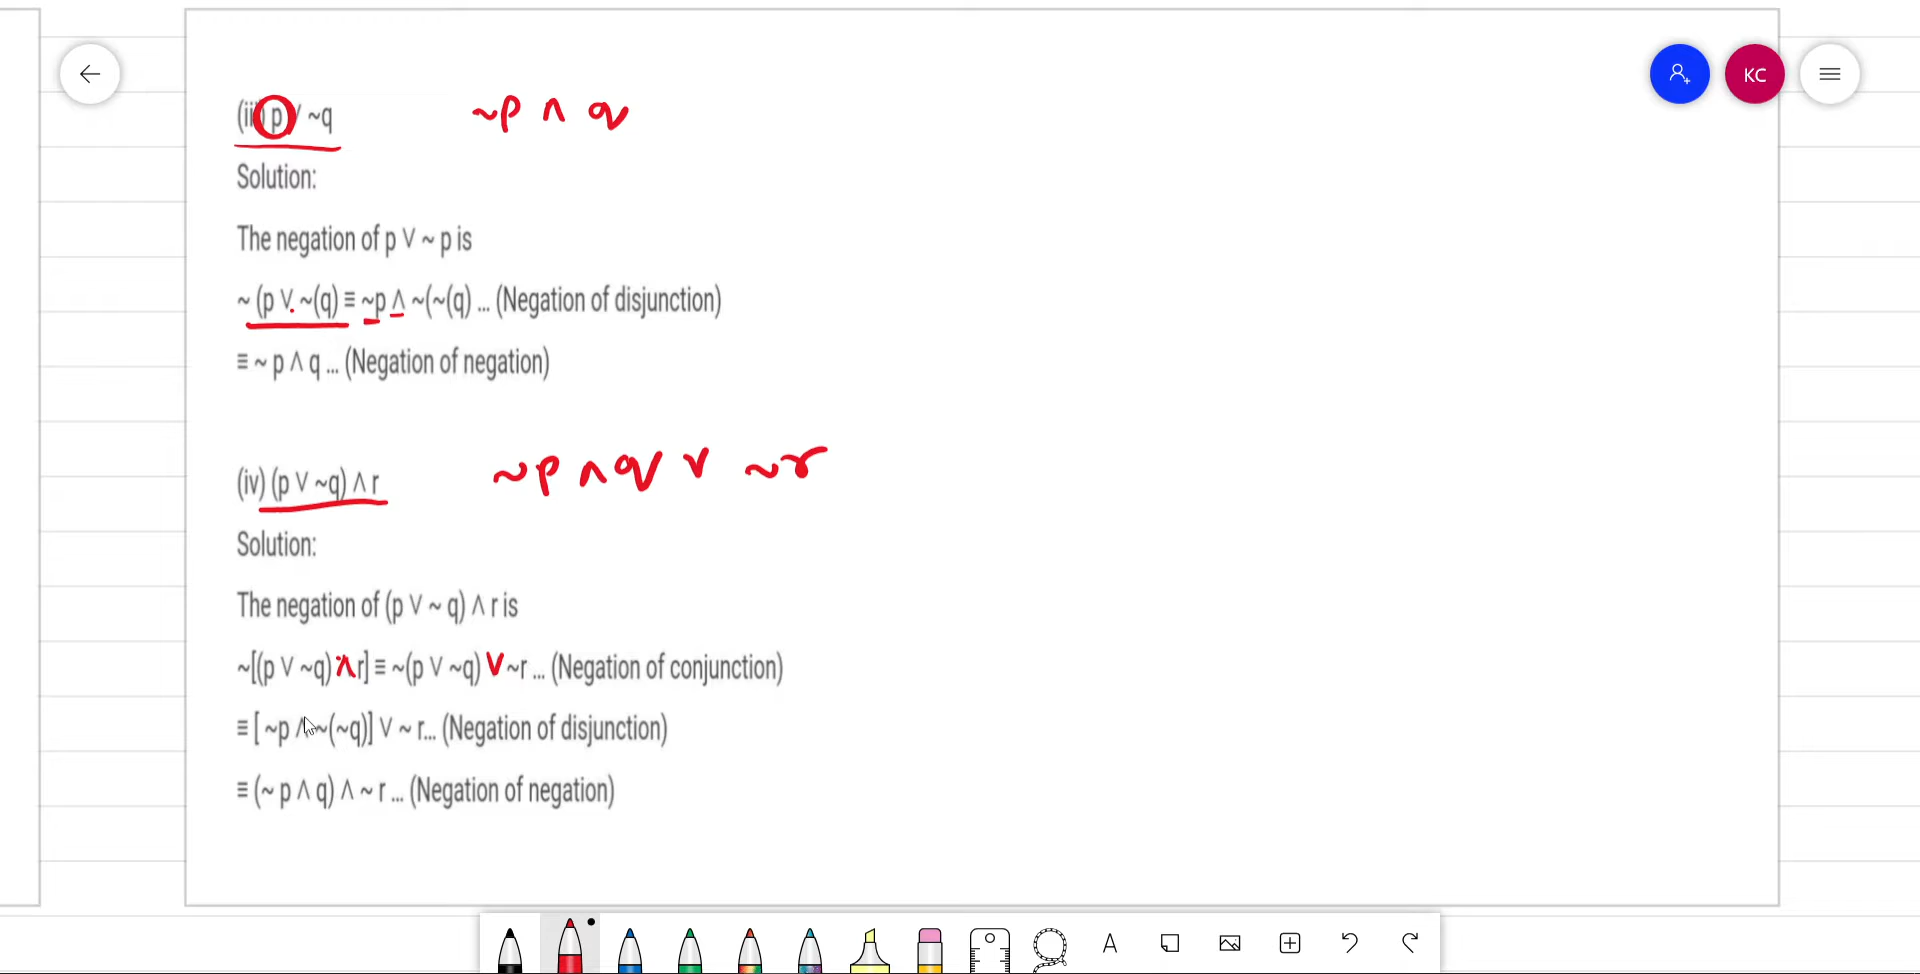 KC
(iii) p V ~q ~p ∧ q
Solution:
The negation of p V ~ p is
~ (p V ~(q) ≡ ~p ∧ ~(~(q) ... (Negation of disjunction)
≡ ~ p ∧ q ... (Negation of negation)
(iv) (p V ~q) ∧ r ~p ∧ q v ~r
Solution:
The negation of (p V ~ q) ∧ r is
~[(p V ~q) ∧ r] ≡ ~(p V ~q) V ~r ... (Negation of conjunction)
≡ [ ~p ∧ ~(~q)] V ~ r... (Negation of disjunction)
≡ (~ p ∧ q) ∧ ~ r ... (Negation of negation)
A